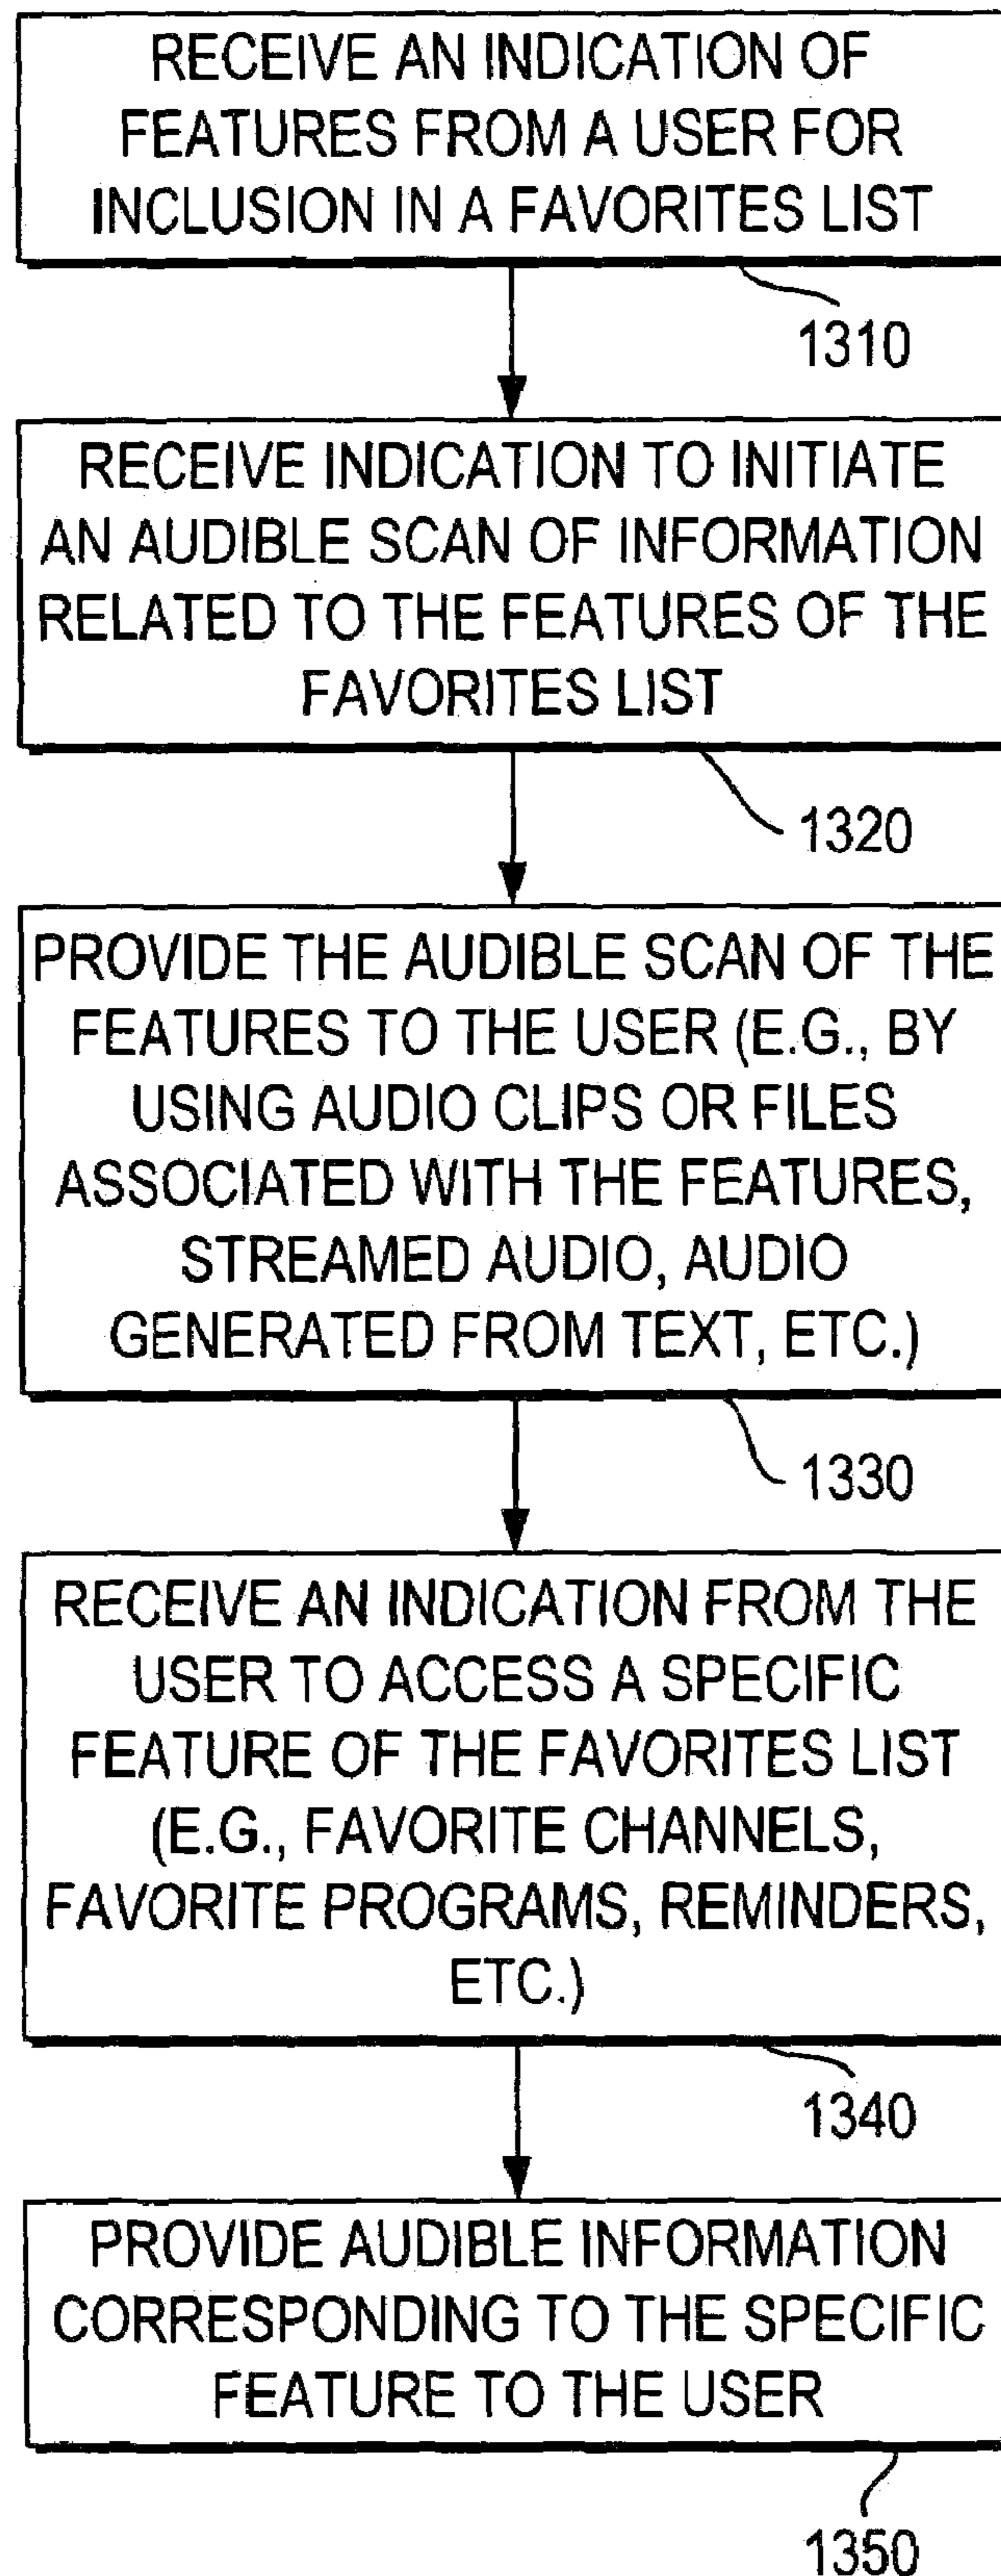 RECEIVE AN INDICATION OF
FEATURES FROM A USER FOR
INCLUSION IN A FAVORITES LIST
1310
RECEIVE INDICATION TO INITIATE
AN AUDIBLE SCAN OF INFORMATION
RELATED TO THE FEATURES OF THE
FAVORITES LIST
1320
PROVIDE THE AUDIBLE SCAN OF THE
FEATURES TO THE USER (E.G., BY
USING AUDIO CLIPS OR FILES
ASSOCIATED WITH THE FEATURES,
STREAMED AUDIO, AUDIO
GENERATED FROM TEXT, ETC.)
1330
RECEIVE AN INDICATION FROM THE
USER TO ACCESS A SPECIFIC
FEATURE OF THE FAVORITES LIST
(E.G., FAVORITE CHANNELS,
FAVORITE PROGRAMS, REMINDERS,
ETC.)
1340
PROVIDE AUDIBLE INFORMATION
CORRESPONDING TO THE SPECIFIC
FEATURE TO THE USER
1350